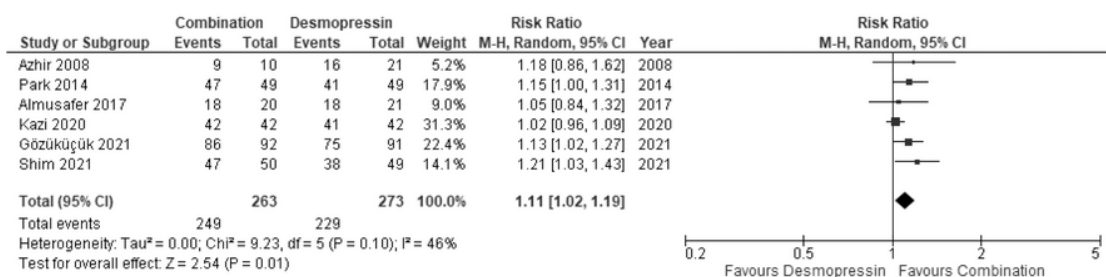 Combination Desmopressin Risk Ratio Risk Ratio
Study or Subgroup Events Total Events Total Weight M-H, Random, 95% CI Year M-H, Random, 95% CI
Azhir 2008 9 10 16 21 5.2% 1.18 [0.86, 1.62] 2008
Park 2014 47 49 41 49 17.9% 1.15 [1.00, 1.31] 2014
Almusafer 2017 18 20 18 21 9.0% 1.05 [0.84, 1.32] 2017
Kazi 2020 42 42 41 42 31.3% 1.02 [0.96, 1.09] 2020
Gözüküçük 2021 86 92 75 91 22.4% 1.13 [1.02, 1.27] 2021
Shim 2021 47 50 38 49 14.1% 1.21 [1.03, 1.43] 2021
Total (95% CI) 263 273 100.0% 1.11 [1.02, 1.19]
Total events 249 229
Heterogeneity: Tau² = 0.00; Chi² = 9.23, df = 5 (P = 0.10); I² = 46%
Test for overall effect: Z = 2.54 (P = 0.01)
0.2 0.5 1 2 5
Favours Desmopressin Favours Combination